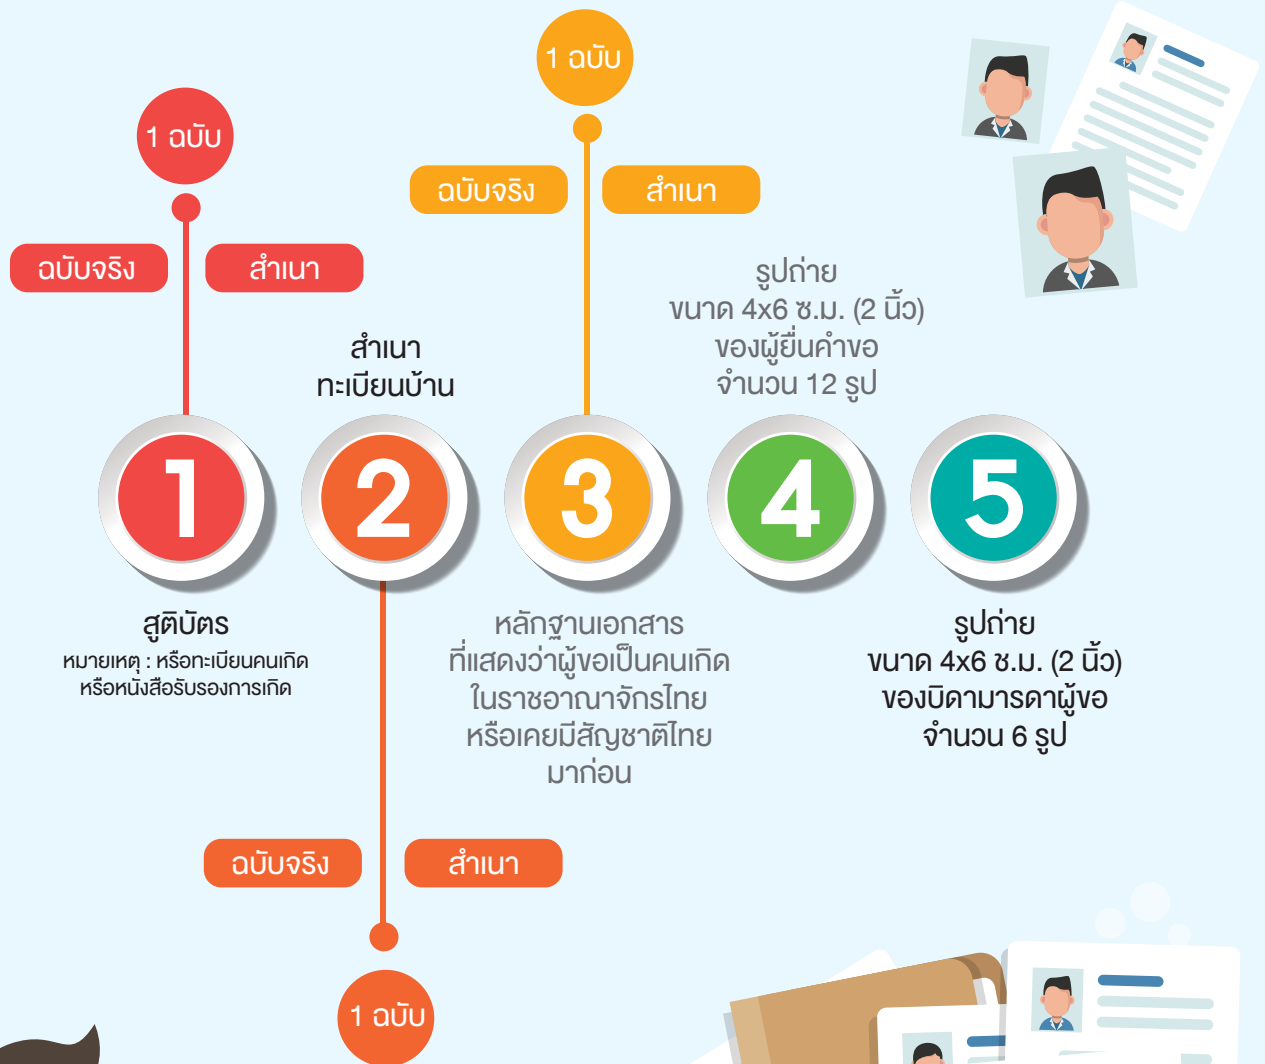 1 ฉบับ
ฉบับจริง
สำเนา
1
สูติบัตร
หมายเหตุ : หรือทะเบียนคนเกิด
หรือหนังสือรับรองการเกิด
สำเนา
ทะเบียนบ้าน
2
ฉบับจริง
สำเนา
1 ฉบับ
1 ฉบับ
ฉบับจริง
สำเนา
3
หลักฐานเอกสาร
ที่แสดงว่าผู้ขอเป็นคนเกิด
ในราชอาณาจักรไทย
หรือเคยมีสัญชาติไทย
มาก่อน
รูปถ่าย
ขนาด 4x6 ซ.ม. (2 นิ้ว)
ของผู้ยื่นคำขอ
จำนวน 12 รูป
4
5
รูปถ่าย
ขนาด 4x6 ซ.ม. (2 นิ้ว)
ของบิดามารดาผู้ขอ
จำนวน 6 รูป